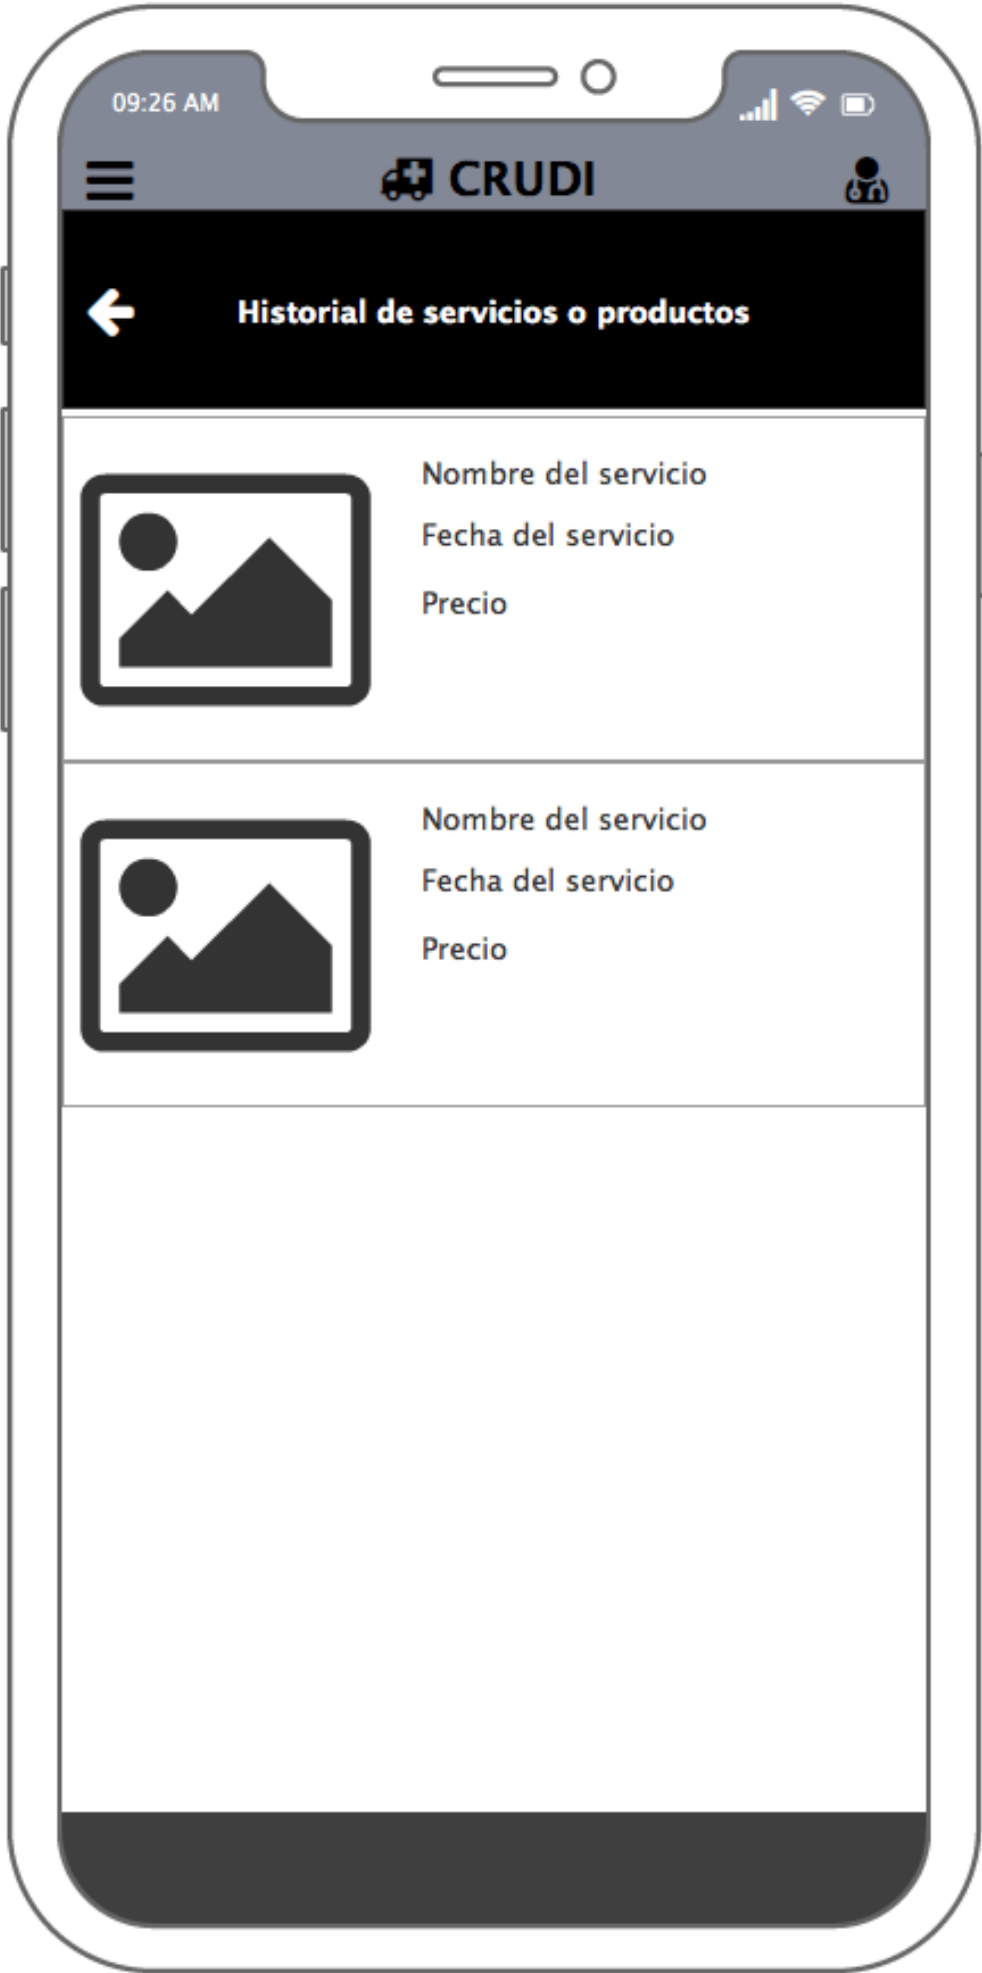 09:26 AM
CRUDI
Historial de servicios o productos
Nombre del servicio
Fecha del servicio
Precio
Nombre del servicio
Fecha del servicio
Precio